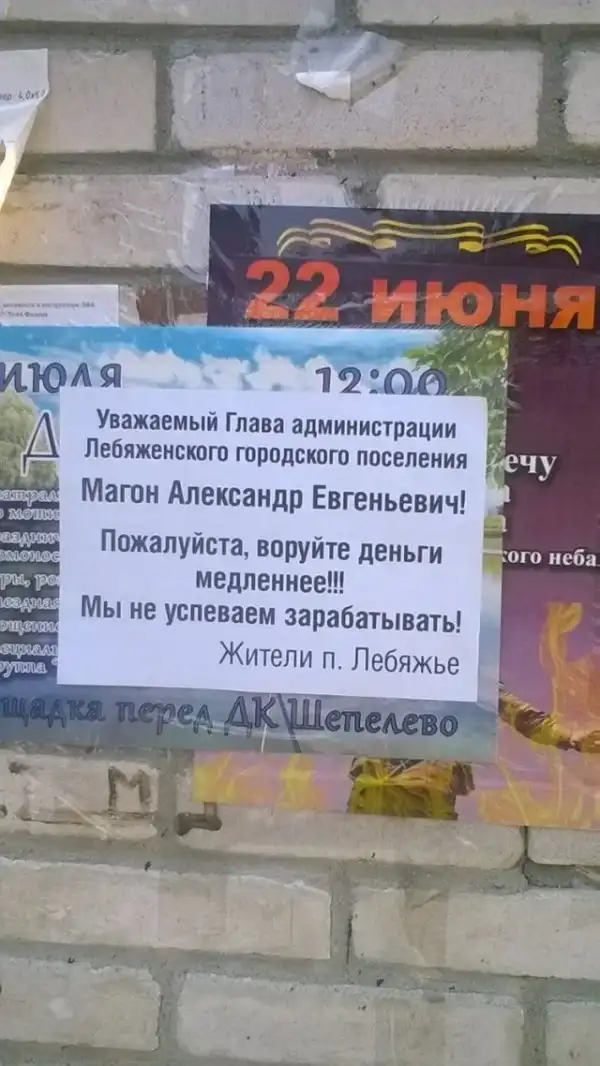 22 июня
июля
12:00
Уважаемый Глава администрации
Лебяженского городского поселения
Магон Александр Евгеньевич!
Пожалуйста, воруйте деньги
медленнее!!!
Мы не успеваем зарабатывать!
Жители п. Лебяжье
ечу
а
а
кого неба
щадка перед ДК Шепелево
М